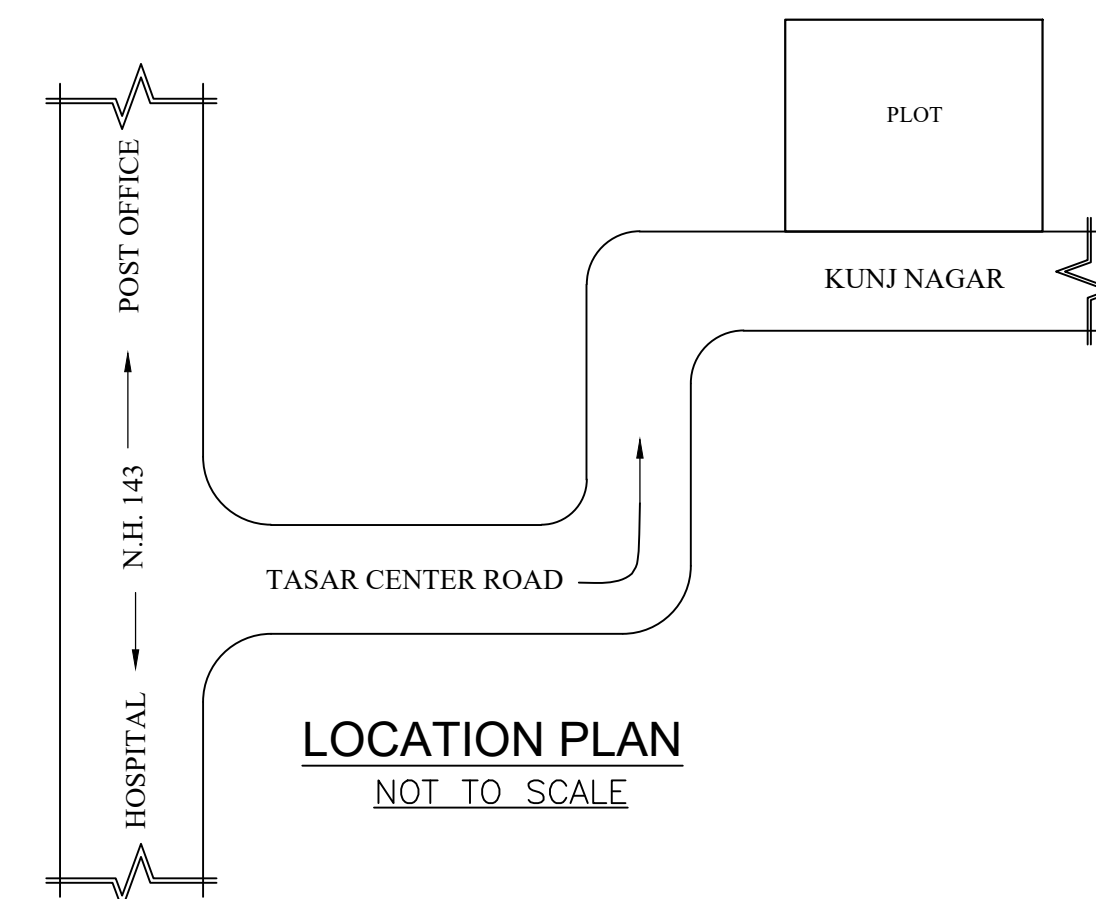 PLOT
POST OFFICE
KUNJ NAGAR
N.H. 143
TASAR CENTER ROAD
HOSPITAL
LOCATION PLAN
NOT TO SCALE